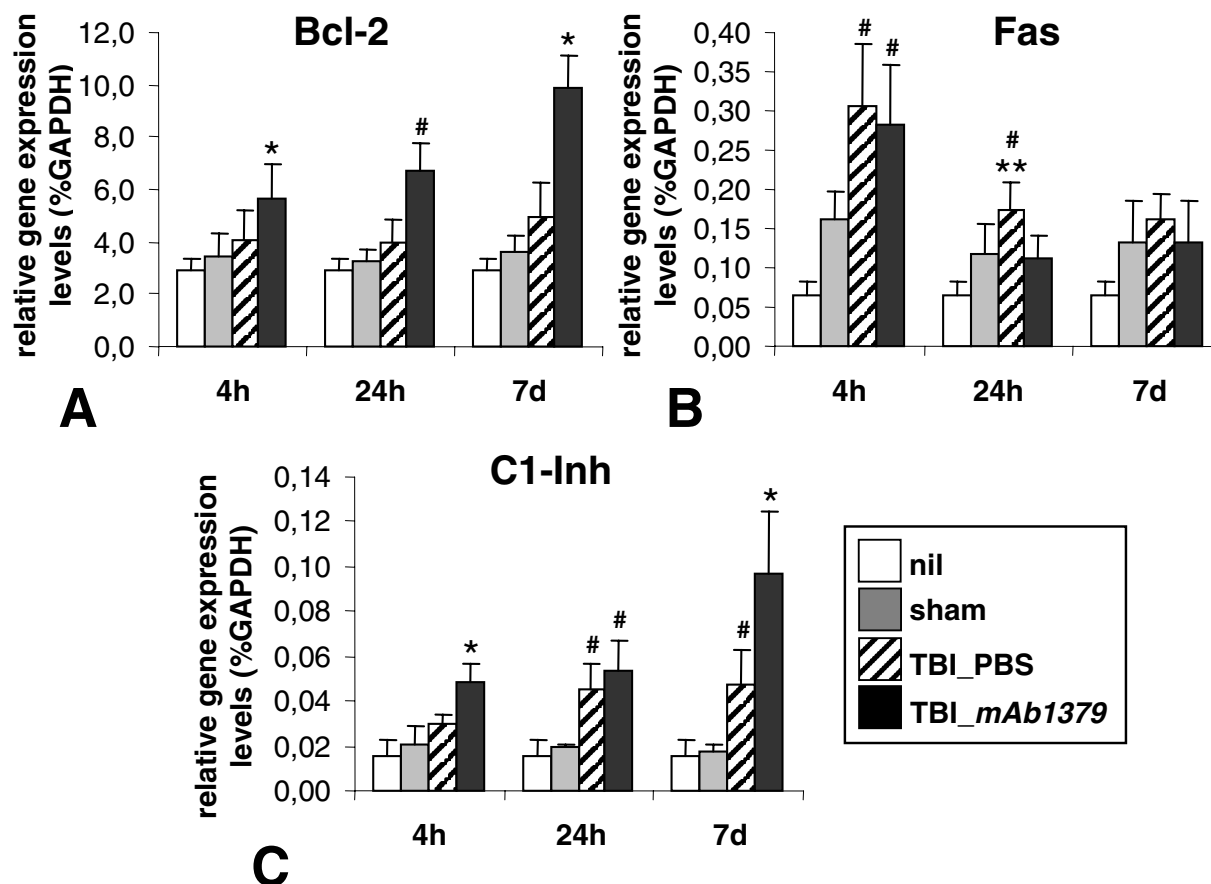 Bcl-2
relative gene expression
levels (%GAPDH)
12,0
10,0
8,0
6,0
4,0
2,0
0,0
*
#
*
4h 24h 7d
A
Fas
relative gene expression
levels (%GAPDH)
0,40
0,35
0,30
0,25
0,20
0,15
0,10
0,05
0,00
# #
#
**
4h 24h 7d
B
C1-Inh
relative gene expression
levels (%GAPDH)
0,14
0,12
0,10
0,08
0,06
0,04
0,02
0,00
*
# #
# *
4h 24h 7d
C
nil
sham
TBI_PBS
TBI_mAb1379